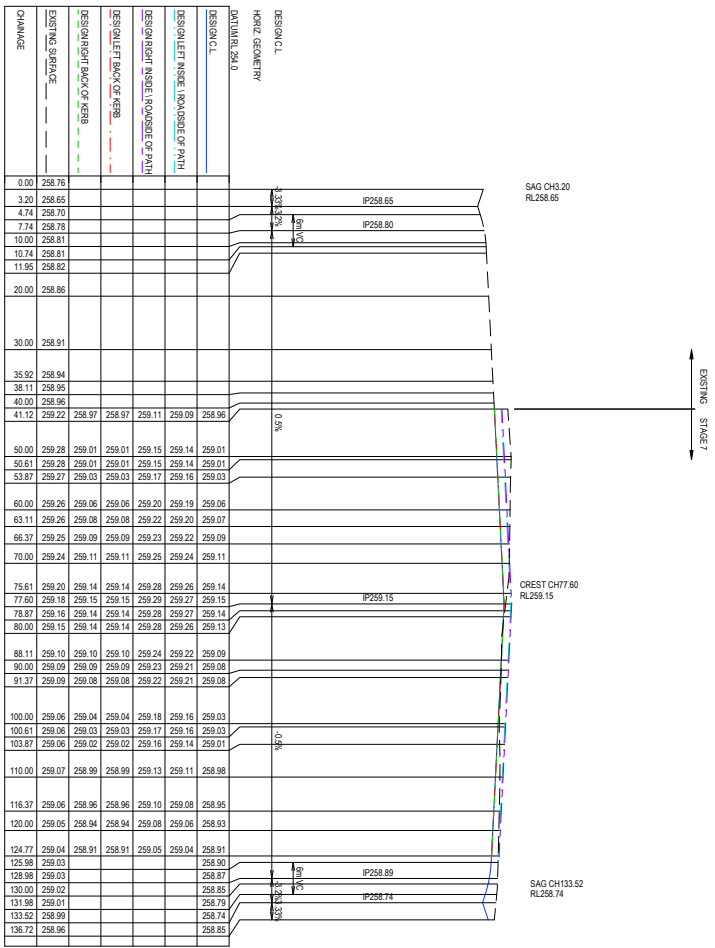 CHAINAGE
EXISTING SURFACE
DESIGN RIGHT BACK OF KERB
DESIGN LEFT BACK OF KERB
DESIGN RIGHT INSIDE \ ROADSIDE OF PATH
DESIGN LEFT INSIDE \ ROADSIDE OF PATH
DESIGN C.L.
DATUM RL 254.0
HORIZ. GEOMETRY
DESIGN C.L.
0.00 258.76
3.20 258.65
4.74 258.70
7.74 258.78
10.00 258.81
10.74 258.81
11.95 258.82
20.00 258.86
30.00 258.91
35.92 258.94
38.11 258.95
40.00 258.96
41.12 259.22 258.97 258.97 259.11 259.09 258.96
50.00 259.28 259.01 259.01 259.15 259.14 259.01
50.61 259.28 259.01 259.01 259.15 259.14 259.01
53.87 259.27 259.03 259.03 259.17 259.16 259.03
60.00 259.26 259.06 259.06 259.20 259.19 259.06
63.11 259.26 259.08 259.08 259.22 259.20 259.07
66.37 259.25 259.09 259.09 259.23 259.22 259.09
70.00 259.24 259.11 259.11 259.25 259.24 259.11
75.61 259.20 259.14 259.14 259.28 259.26 259.14
77.60 259.18 259.15 259.15 259.29 259.27 259.15
78.87 259.16 259.14 259.14 259.28 259.27 259.14
80.00 259.15 259.14 259.14 259.28 259.26 259.13
88.11 259.10 259.10 259.10 259.24 259.22 259.09
90.00 259.09 259.09 259.09 259.23 259.21 259.08
91.37 259.09 259.08 259.08 259.22 259.21 259.08
100.00 259.06 259.04 259.04 259.18 259.16 259.03
100.61 259.06 259.03 259.03 259.17 259.16 259.03
103.87 259.06 259.02 259.02 259.16 259.14 259.01
110.00 259.07 258.99 258.99 259.13 259.11 258.98
116.37 259.06 258.96 258.96 259.10 259.08 258.95
120.00 259.05 258.94 258.94 259.08 259.06 258.93
124.77 259.04 258.91 258.91 259.05 259.04 258.91
125.98 259.03 258.90
128.98 259.03 258.87
130.00 259.02 258.85
131.98 259.01 258.79
133.52 258.99 258.74
136.72 258.96 258.85
-3.33%
3.2%
6m VC
0.5%
-0.5%
6m VC
-3.2%
3.33%
IP258.65
IP258.80
IP259.15
IP258.89
IP258.74
SAG CH3.20
RL258.65
EXISTING STAGE 7
CREST CH77.60
RL259.15
SAG CH133.52
RL258.74